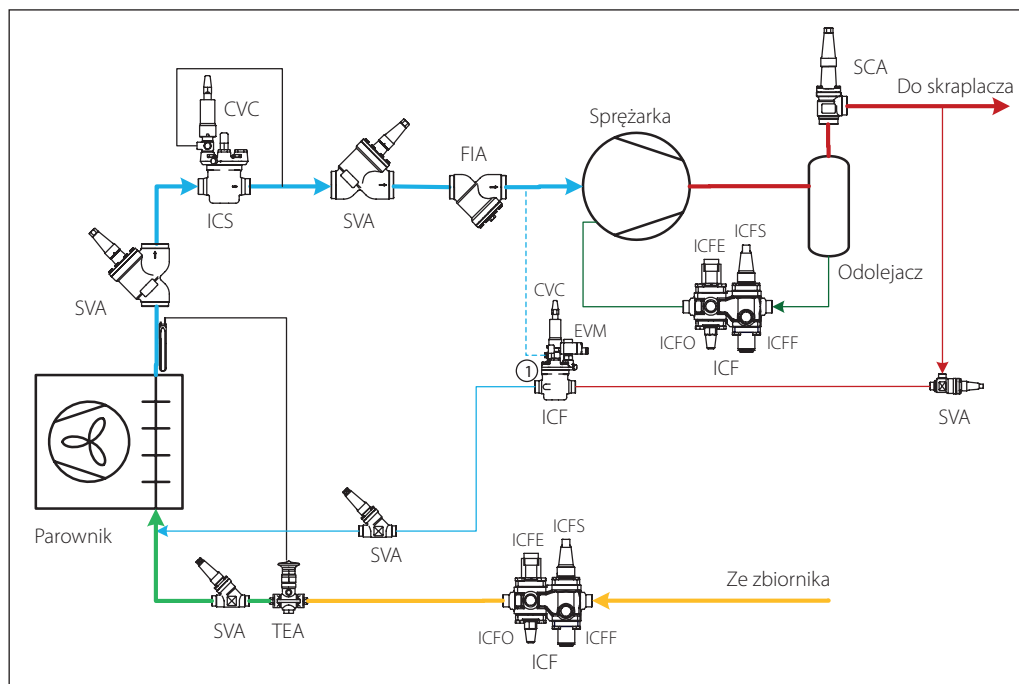 SCA
Do skraplacza
CVC
Sprężarka
FIA
ICS
SVA
ICFE
ICFS
Odolejacz
SVA
CVC
EVM
ICFO
ICFF
ICF
1
ICF
SVA
Parownik
SVA
ICFE
ICFS
Ze zbiornika
SVA
TEA
ICFO
ICFF
ICF